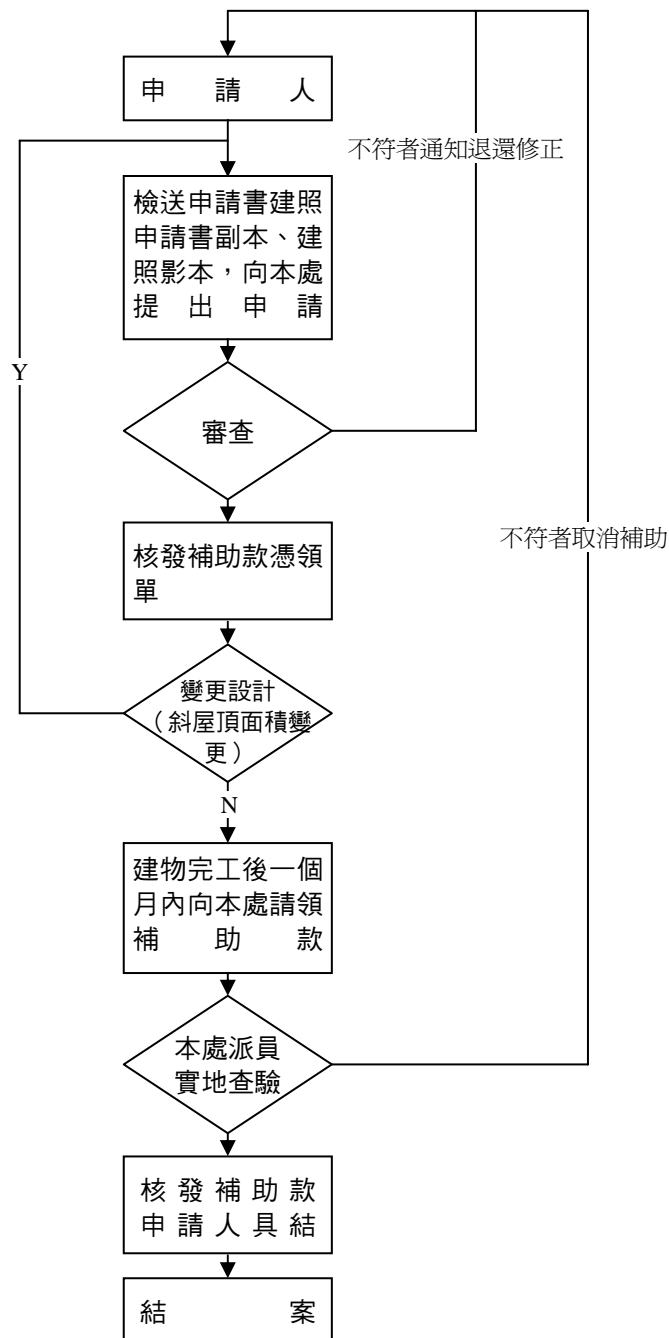 申請人
不符者通知退還修正
檢送申請書建照
申請書副本、建
照影本，向本處
提出申請
Y
審查
不符者取消補助
核發補助款憑領
單
變更設計
（斜屋頂面積變
更）
N
建物完工後一個
月內向本處請領
補助款
本處派員
實地查驗
核發補助款
申請人具結
結案